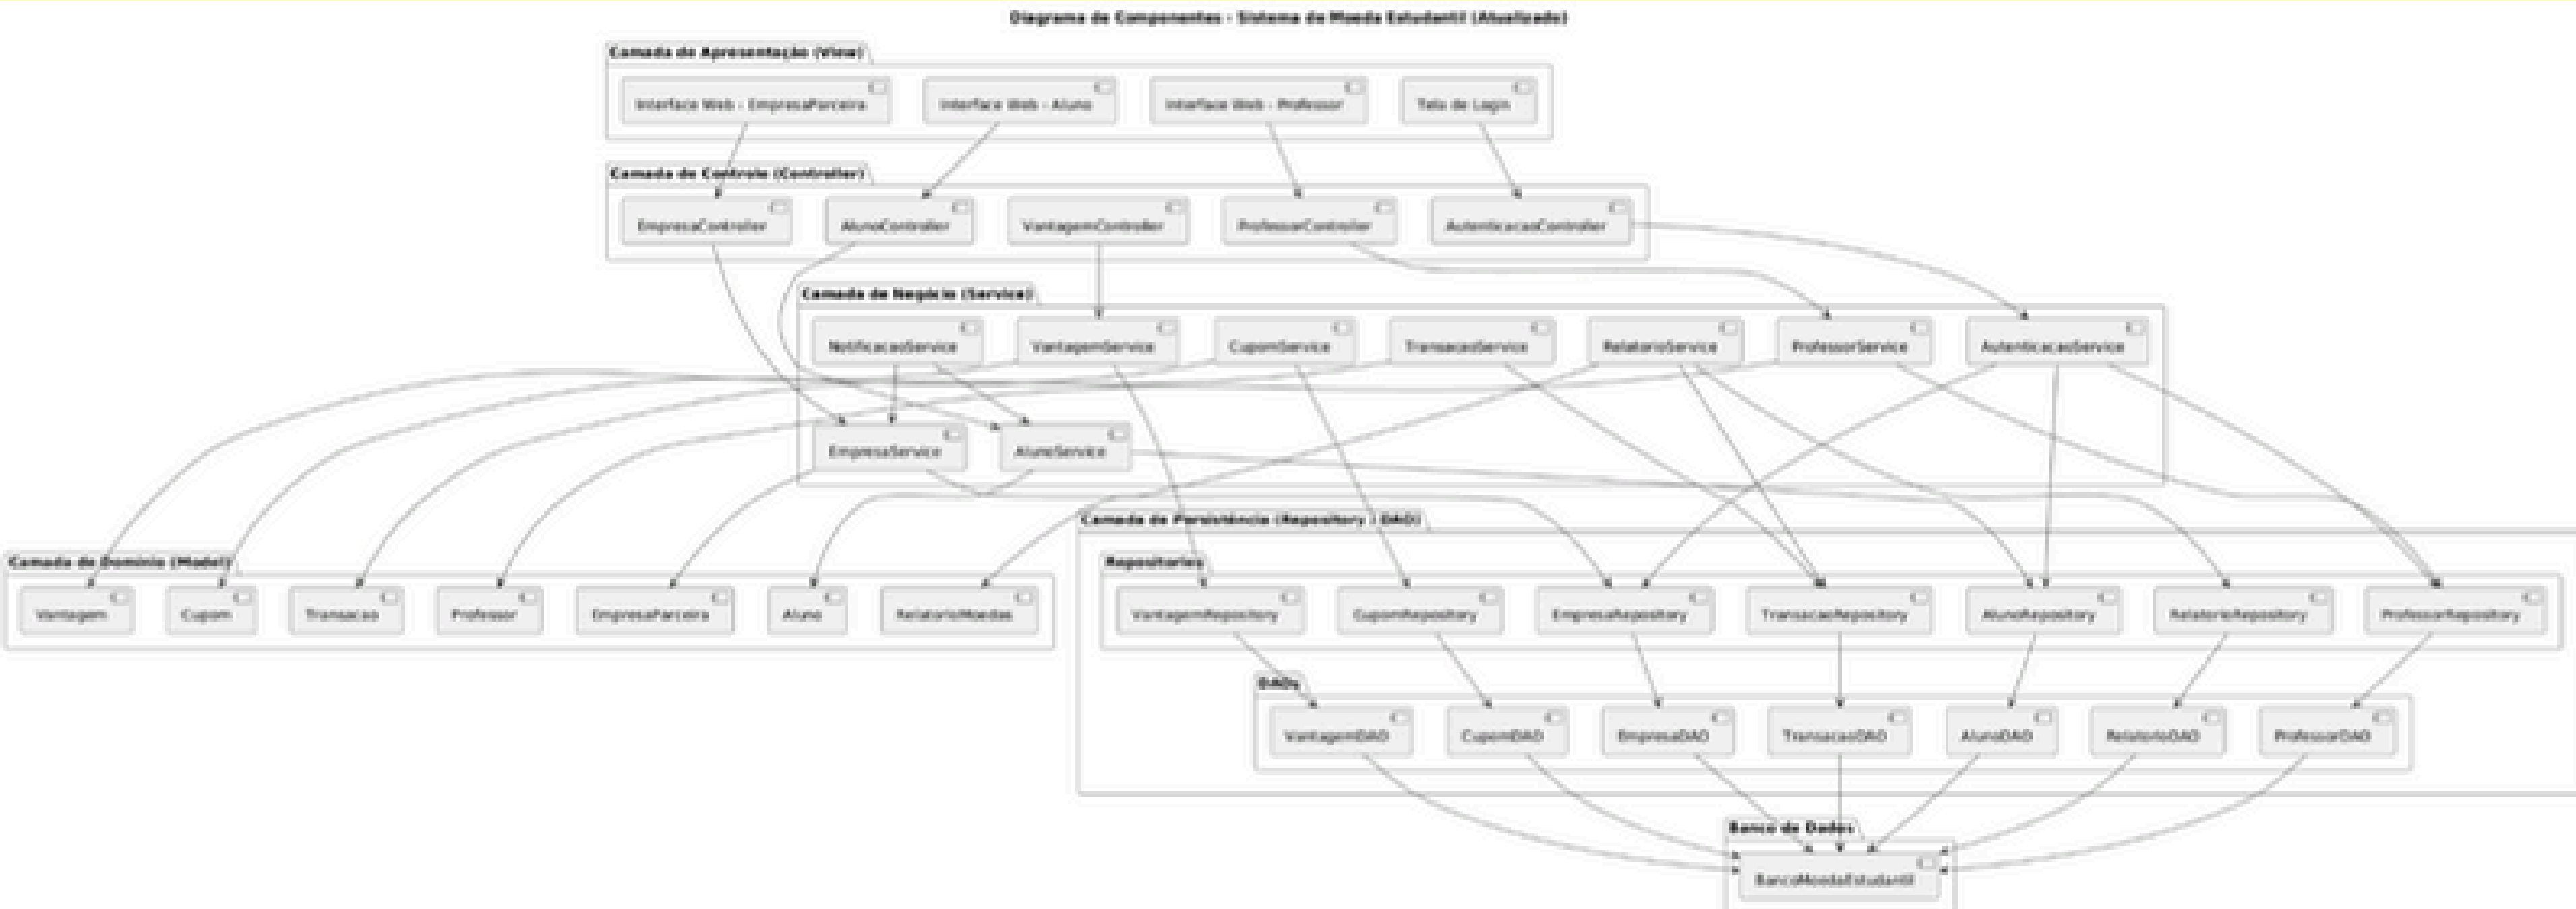 Diagrama de Componentes - Sistema de Moeda Estudantil (Atualizado)
Camada de Apresentação (View)
Interface Web - EmpresaParceira
Interface Web - Aluno
Interface Web - Professor
Tela de Login
Camada de Controle (Controller)
EmpresaController
AlunoController
VantagemController
ProfessorController
AutenticacaoController
Camada de Negócio (Service)
NotificacaoService
VantagemService
CupomService
TransacaoService
RelatorioService
ProfessorService
AutenticacaoService
EmpresaService
AlunoService
Camada de Persistência (Repository / DAO)
Camada de Domínio (Model)
Repositories
Vantagem
Cupom
Transacao
Professor
EmpresaParceira
Aluno
RelatorioMoedas
VantagemRepository
CupomRepository
EmpresaRepository
TransacaoRepository
AlunoRepository
RelatorioRepository
ProfessorRepository
DAOs
VantagemDAO
CupomDAO
EmpresaDAO
TransacaoDAO
AlunoDAO
RelatorioDAO
ProfessorDAO
Banco de Dados
BancoMoedaEstudantil